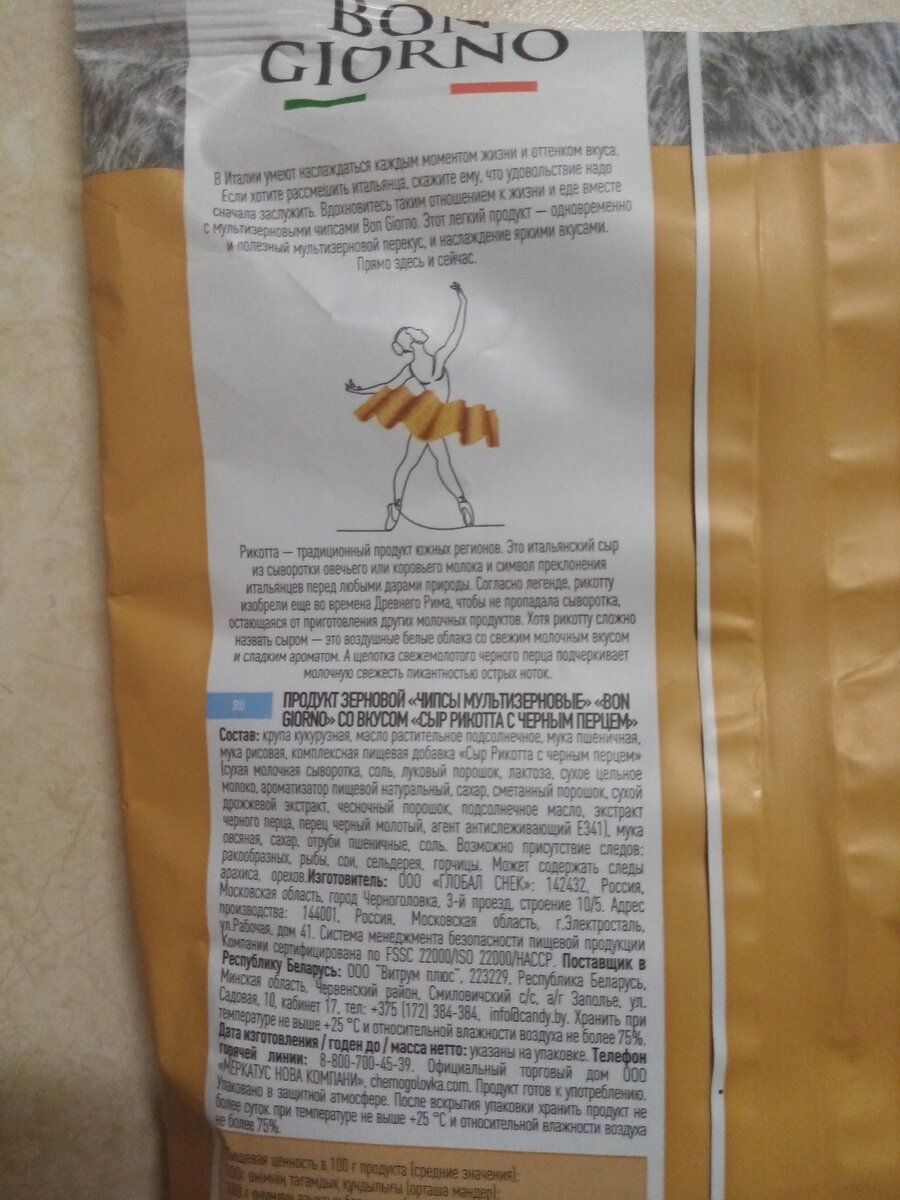 BON
GIORNO
В Италии умеют наслаждаться каждым моментом жизни и оттенком вкуса.
Если хотите рассмешить итальянца, скажите ему, что удовольствие надо
сначала заслужить. Вдохновитесь таким отношением к жизни и еде вместе
с мультизерновыми чипсами Bon Giorno. Этот легкий продукт — одновременно
и полезный мультизерновой перекус, и наслаждение яркими вкусами.
Прямо здесь и сейчас.
Рикотта — традиционный продукт южных регионов. Это итальянский сыр
из сыворотки овечьего или коровьего молока и символ преклонения
итальянцев перед любыми дарами природы. Согласно легенде, рикотту
изобрели еще во времена Древнего Рима, чтобы не пропадала сыворотка,
остающаяся от приготовления других молочных продуктов. Хотя рикотту сложно
назвать сыром — это воздушные белые облака со свежим молочным вкусом
и сладким ароматом. А щепотка свежемолотого черного перца подчеркивает
молочную свежесть пикантностью острых ноток.
RU ПРОДУКТ ЗЕРНОВОЙ «ЧИПСЫ МУЛЬТИЗЕРНОВЫЕ» «BON
GIORNO» СО ВКУСОМ «СЫР РИКОТТА С ЧЕРНЫМ ПЕРЦЕМ»
Состав: крупа кукурузная, масло растительное подсолнечное, мука пшеничная,
мука рисовая, комплексная пищевая добавка «Сыр Рикотта с черным перцем»
(сухая молочная сыворотка, соль, луковый порошок, лактоза, сухое цельное
молоко, ароматизатор пищевой натуральный, сахар, сметанный порошок, сухой
дрожжевой экстракт, чесночный порошок, подсолнечное масло, экстракт
черного перца, перец черный молотый, агент антислеживающий Е341), мука
овсяная, сахар, отруби пшеничные, соль. Возможно присутствие следов:
ракообразных, рыбы, сои, сельдерея, горчицы. Может содержать следы
арахиса, орехов.Изготовитель: ООО «ГЛОБАЛ СНЕК»: 142432, Россия,
Московская область, город Черноголовка, 3-й проезд, строение 10/5. Адрес
производства: 144001, Россия, Московская область, г.Электросталь,
ул.Рабочая, дом 41. Система менеджмента безопасности пищевой продукции
Компании сертифицирована по FSSC 22000/ISO 22000/HACCP. Поставщик в
Республику Беларусь: ООО "Витрум плюс", 223229, Республика Беларусь,
Минская область, Червенский район, Смиловичский с/с, а/г Заполье, ул.
Садовая, 10, кабинет 17, тел: +375 (172) 384-384, info@candy.by. Хранить при
температуре не выше +25 °С и относительной влажности воздуха не более 75%.
Дата изготовления / годен до / масса нетто: указаны на упаковке. Телефон
горячей линии: 8-800-700-45-39. Официальный торговый дом ООО
«МЕРКАТУС НОВА КОМПАНИ», chernogolovka.com. Продукт готов к употреблению.
Упаковано в защитной атмосфере. После вскрытия упаковки хранить продукт не
более суток при температуре не выше +25 °С и относительной влажности воздуха
не более 75%.
Пищевая ценность в 100 г продукта (средние значения):
100г өнімнің тағамдық құндылығы (орташа мәндер):